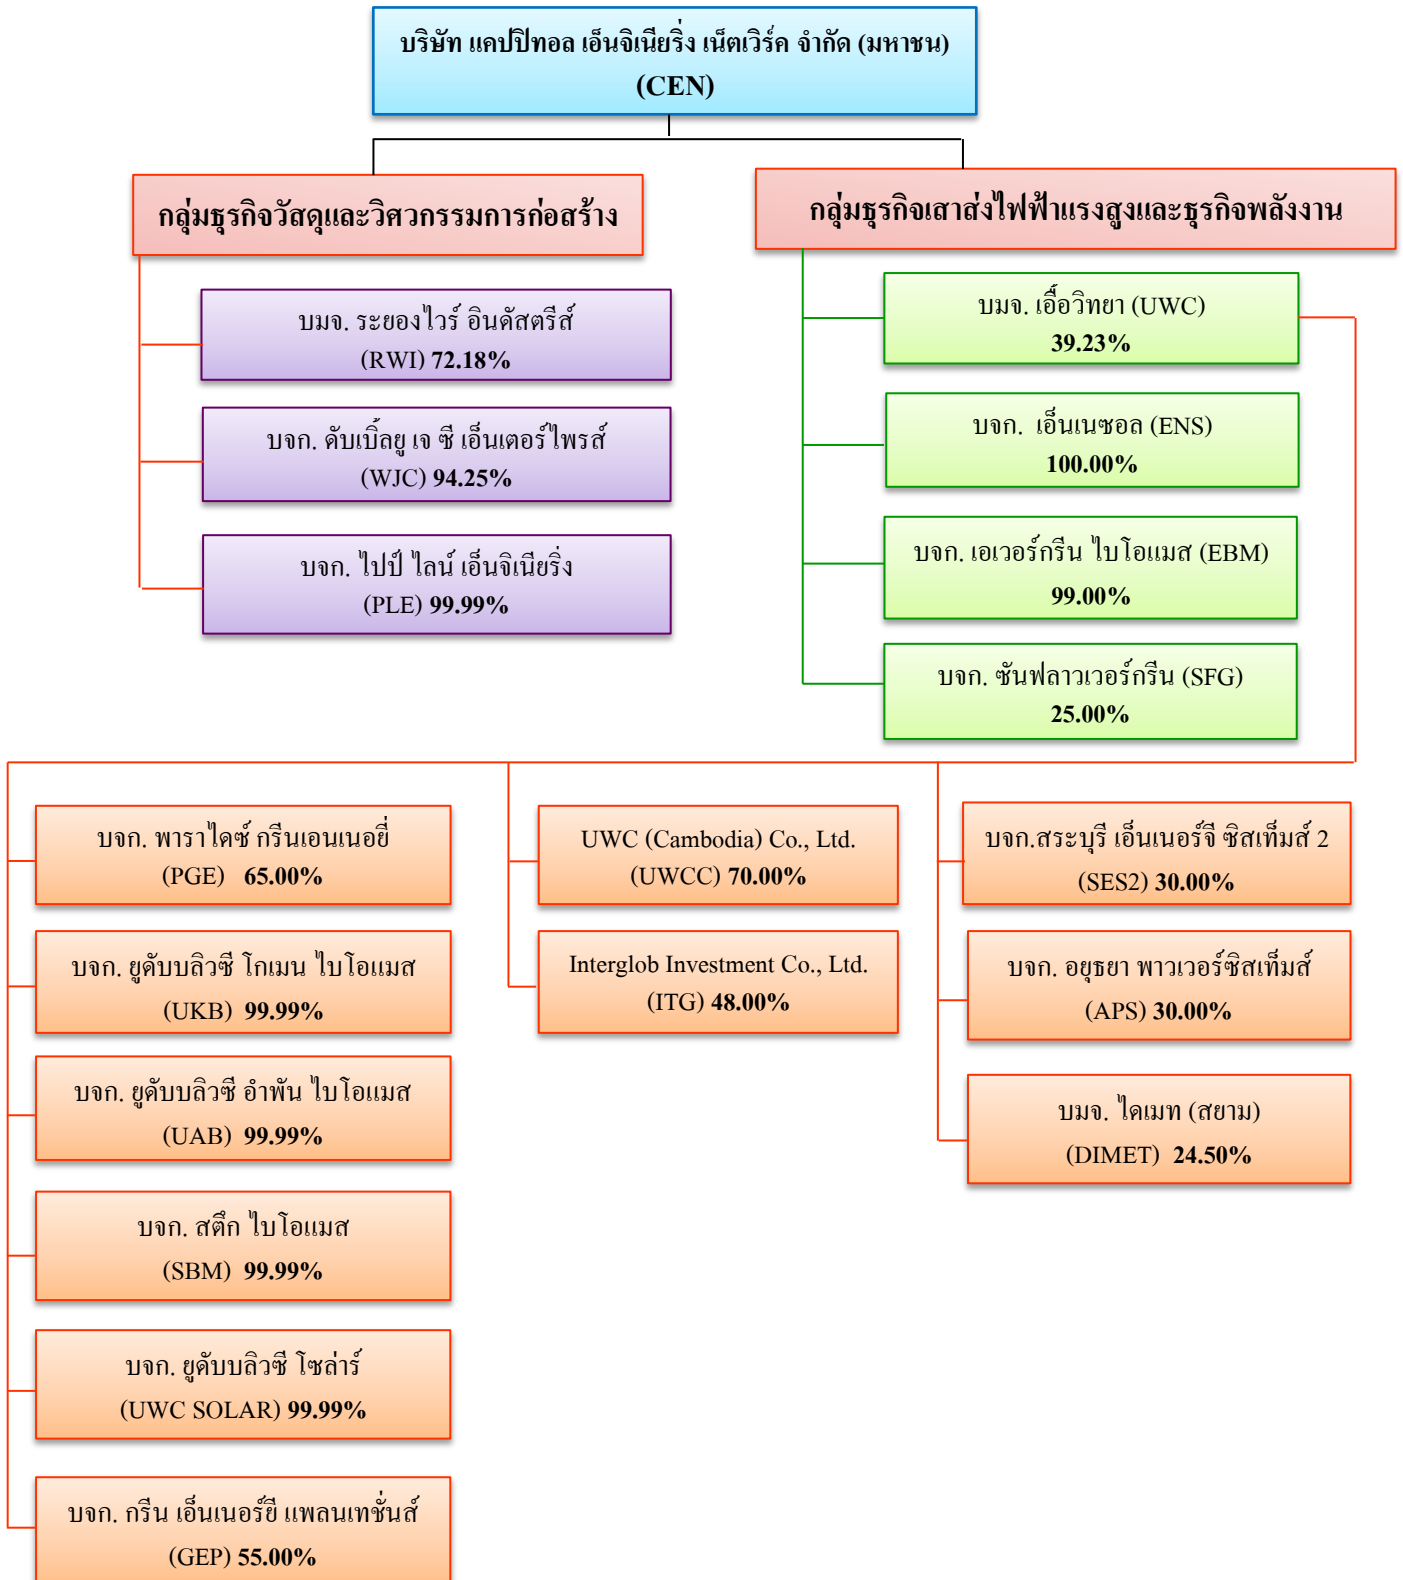 บริษัท แคปปิทอล เอ็นจิเนียริ่ง เน็ตเวิร์ค จำกัด (มหาชน)
(CEN)
กลุ่มธุรกิจวัสดุและวิศวกรรมการก่อสร้าง
บมจ. ระยองไวร์ อินดัสตรีส์
(RWI) 72.18%
บจก. ดับเบิ้ลยู เจ ซี เอ็นเตอร์ไพรส์
(WJC) 94.25%
บจก. ไปป์ ไลน์ เอ็นจิเนียริ่ง
(PLE) 99.99%
กลุ่มธุรกิจเสาส่งไฟฟ้าแรงสูงและธุรกิจพลังงาน
บมจ. เอื้อวิทยา (UWC)
39.23%
บจก. เอ็นเนซอล (ENS)
100.00%
บจก. เอเวอร์กรีน ไบโอแมส (EBM)
99.00%
บจก. ซันฟลาวเวอร์กรีน (SFG)
25.00%
บจก. พาราไดซ์ กรีนเอนเนอยี่
(PGE) 65.00%
บจก. ยูดับบลิวซี โกเมน ไบโอแมส
(UKB) 99.99%
บจก. ยูดับบลิวซี อำพัน ไบโอแมส
(UAB) 99.99%
บจก. สตึก ไบโอแมส
(SBM) 99.99%
บจก. ยูดับบลิวซี โซล่าร์
(UWC SOLAR) 99.99%
บจก. กรีน เอ็นเนอร์ยี แพลนเทชั่นส์
(GEP) 55.00%
UWC (Cambodia) Co., Ltd.
(UWCC) 70.00%
Interglob Investment Co., Ltd.
(ITG) 48.00%
บจก.สระบุรี เอ็นเนอร์จี ซิสเท็มส์ 2
(SES2) 30.00%
บจก. อยุธยา พาวเวอร์ซิสเท็มส์
(APS) 30.00%
บมจ. ไดเมท (สยาม)
(DIMET) 24.50%